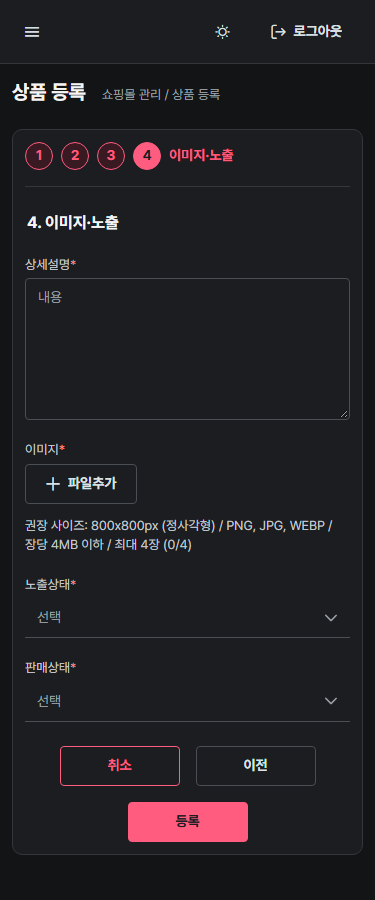 로그아웃
상품 등록
쇼핑몰 관리 / 상품 등록
1 2 3 4 이미지·노출
4. 이미지·노출
상세설명*
내용
이미지*
파일추가
권장 사이즈: 800x800px (정사각형) / PNG, JPG, WEBP /
장당 4MB 이하 / 최대 4장 (0/4)
노출상태*
선택
판매상태*
선택
취소 이전
등록